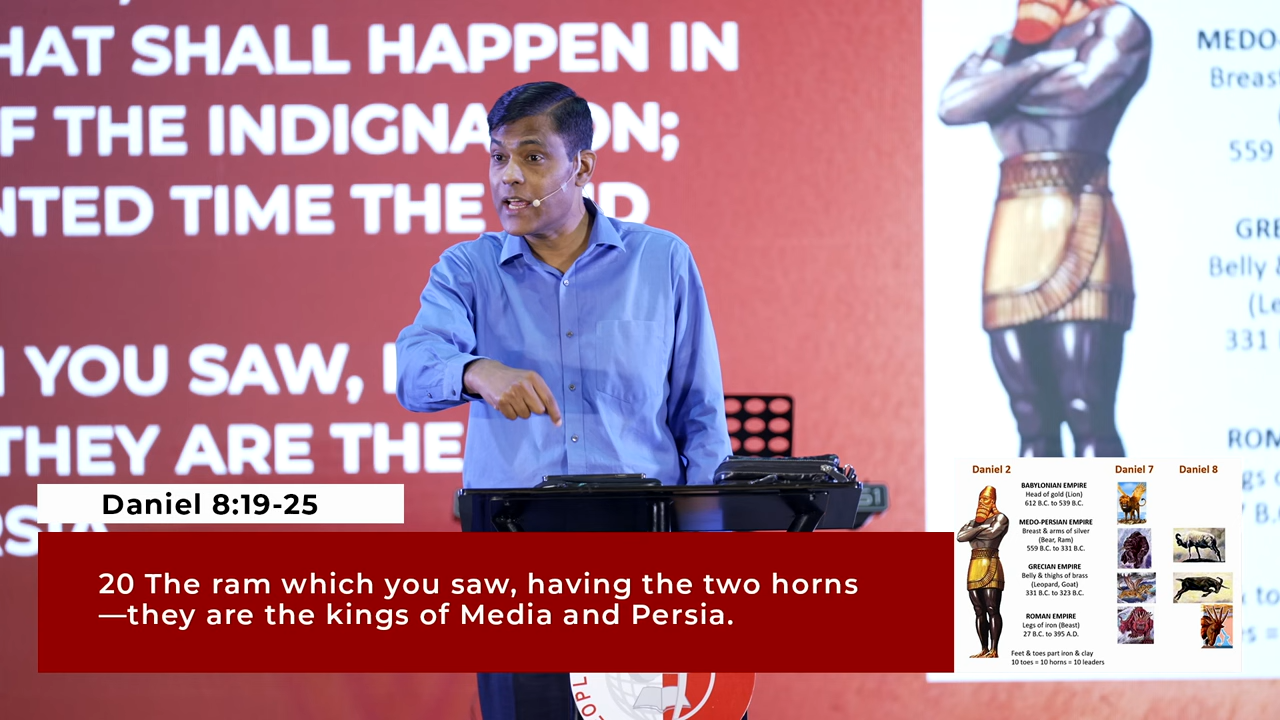 HAT SHALL HAPPEN IN
F THE INDIGNA ON;
NTED TIME THE
YOU SAW,
THEY ARE THE
MEDO-
Breast
559
GRE
Belly &
(Le
331
ROM
Daniel 8:19-25
20 The ram which you saw, having the two horns
—they are the kings of Media and Persia.
Daniel 2 Daniel 7 Daniel 8
BABYLONIAN EMPIRE
Head of gold (Lion)
612 B.C. to 539 B.C.
MEDO-PERSIAN EMPIRE
Breast & arms of silver
(Bear, Ram)
559 B.C. to 331 B.C.
GRECIAN EMPIRE
Belly & thighs of brass
(Leopard, Goat)
331 B.C. to 323 B.C.
ROMAN EMPIRE
Legs of iron (Beast)
27 B.C. to 395 A.D.
Feet & toes part iron & clay
10 toes = 10 horns = 10 leaders
OPL